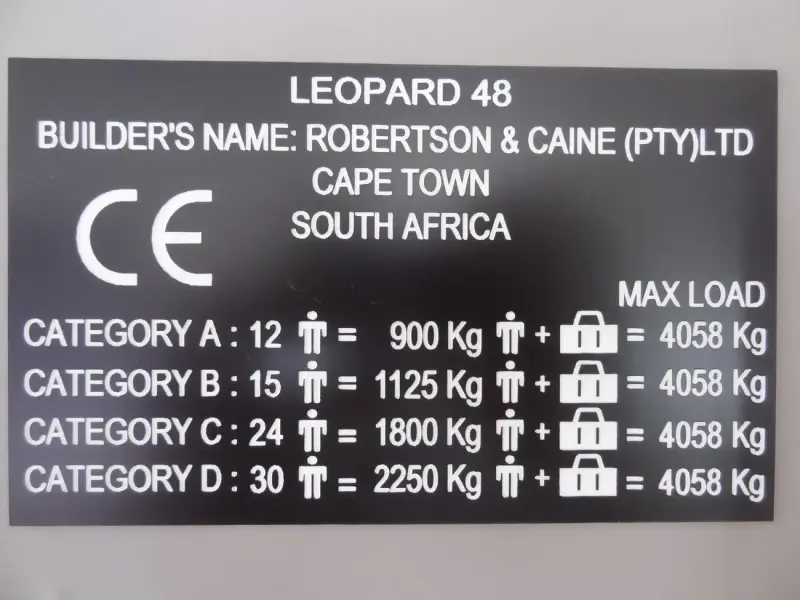 LEOPARD 48
BUILDER'S NAME: ROBERTSON & CAINE (PTY)LTD
CAPE TOWN
SOUTH AFRICA
CE
MAX LOAD
CATEGORY A : 12 = 900 Kg + = 4058 Kg
CATEGORY B : 15 = 1125 Kg + = 4058 Kg
CATEGORY C : 24 = 1800 Kg + = 4058 Kg
CATEGORY D : 30 = 2250 Kg + = 4058 Kg